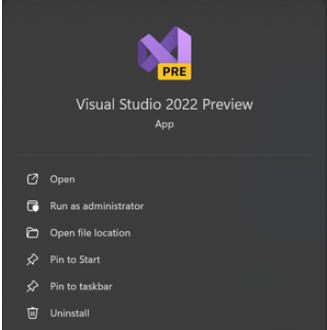 PRE
Visual Studio 2022 Preview
App
Open
Run as administrator
Open file location
Pin to Start
Pin to taskbar
Uninstall